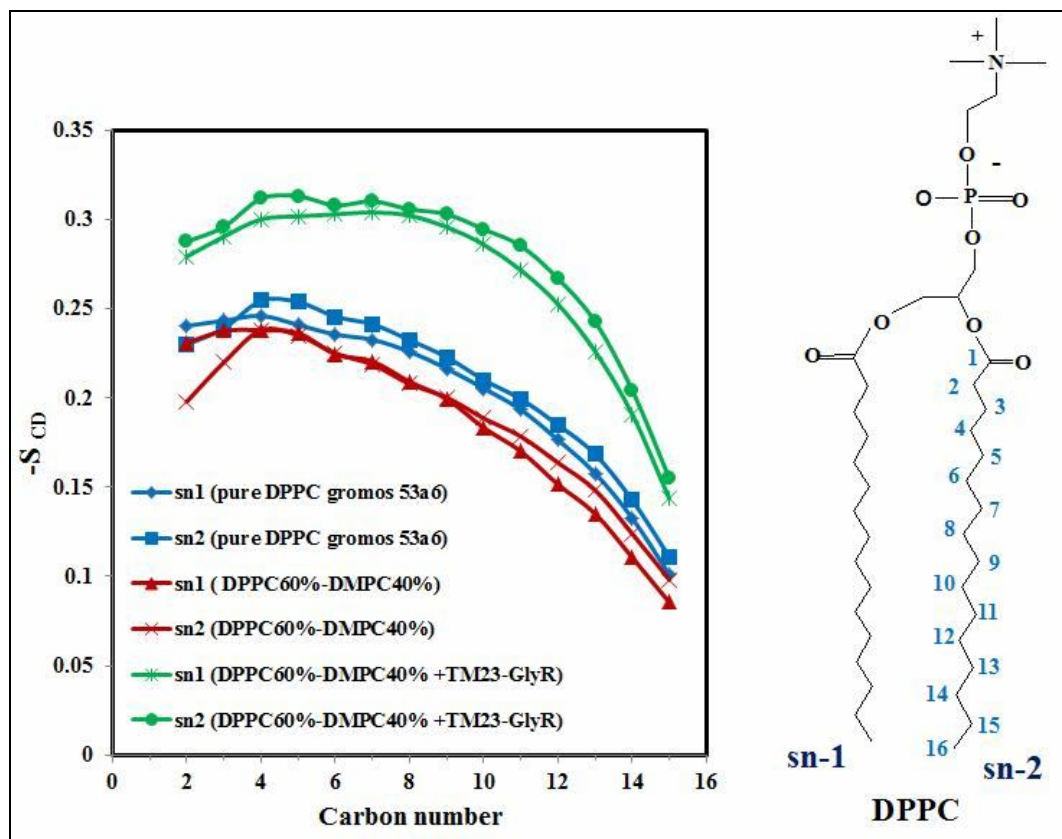 0.35
0.3
0.25
0.2
0.15
0.1
0.05
0
-S CD
sn1 (pure DPPC gromos 53a6)
sn2 (pure DPPC gromos 53a6)
sn1 ( DPPC60%-DMPC40%)
sn2 (DPPC60%-DMPC40%)
sn1 (DPPC60%-DMPC40% +TM23-GlyR)
sn2 (DPPC60%-DMPC40% +TM23-GlyR)
0 2 4 6 8 10 12 14 16
Carbon number
+
N
O
-
O P O
O
O O
O 1 O
2
3
4
5
6
7
8
9
10
11
12
13
14
15
16
sn-1 sn-2
DPPC